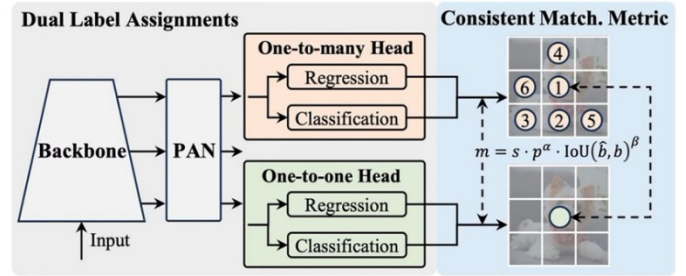 Dual Label Assignments
Consistent Match. Metric
One-to-many Head
Regression
Classification
Backbone
PAN
Input
One-to-one Head
Regression
Classification
4
6 1
3 2 5
m = s · p^α · IoU(b̂, b)^β